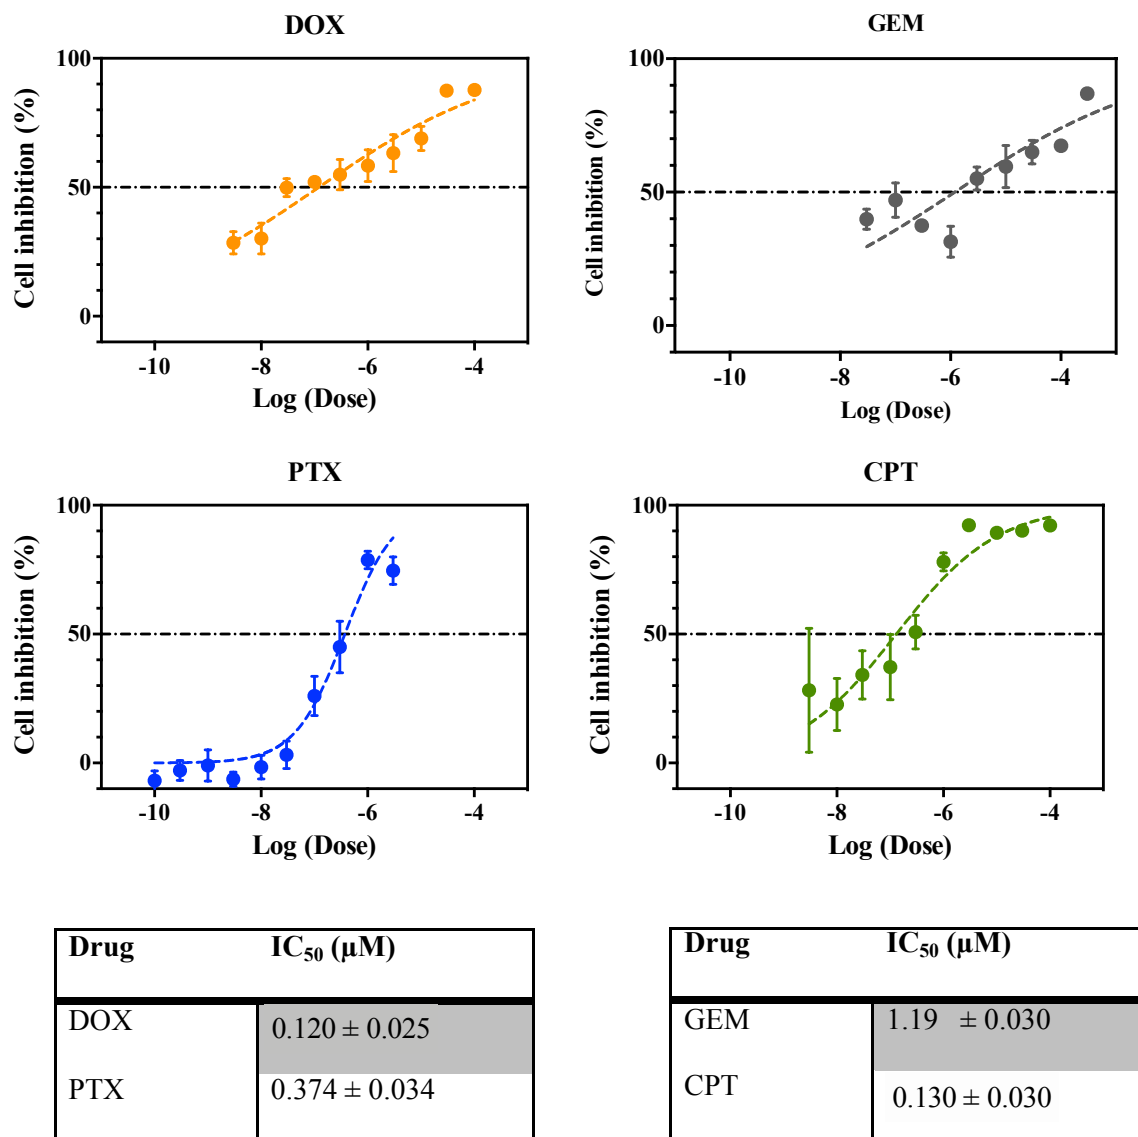 DOX
100
50
0
Cell inhibition (%)
-10 -8 -6 -4
Log (Dose)
GEM
100
50
0
Cell inhibition (%)
-10 -8 -6 -4
Log (Dose)
PTX
100
50
0
Cell inhibition (%)
-10 -8 -6 -4
Log (Dose)
CPT
100
50
0
Cell inhibition (%)
-10 -8 -6 -4
Log (Dose)
Drug IC50 (µM)
DOX 0.120 ± 0.025
PTX 0.374 ± 0.034
Drug IC50 (µM)
GEM 1.19 ± 0.030
CPT 0.130 ± 0.030